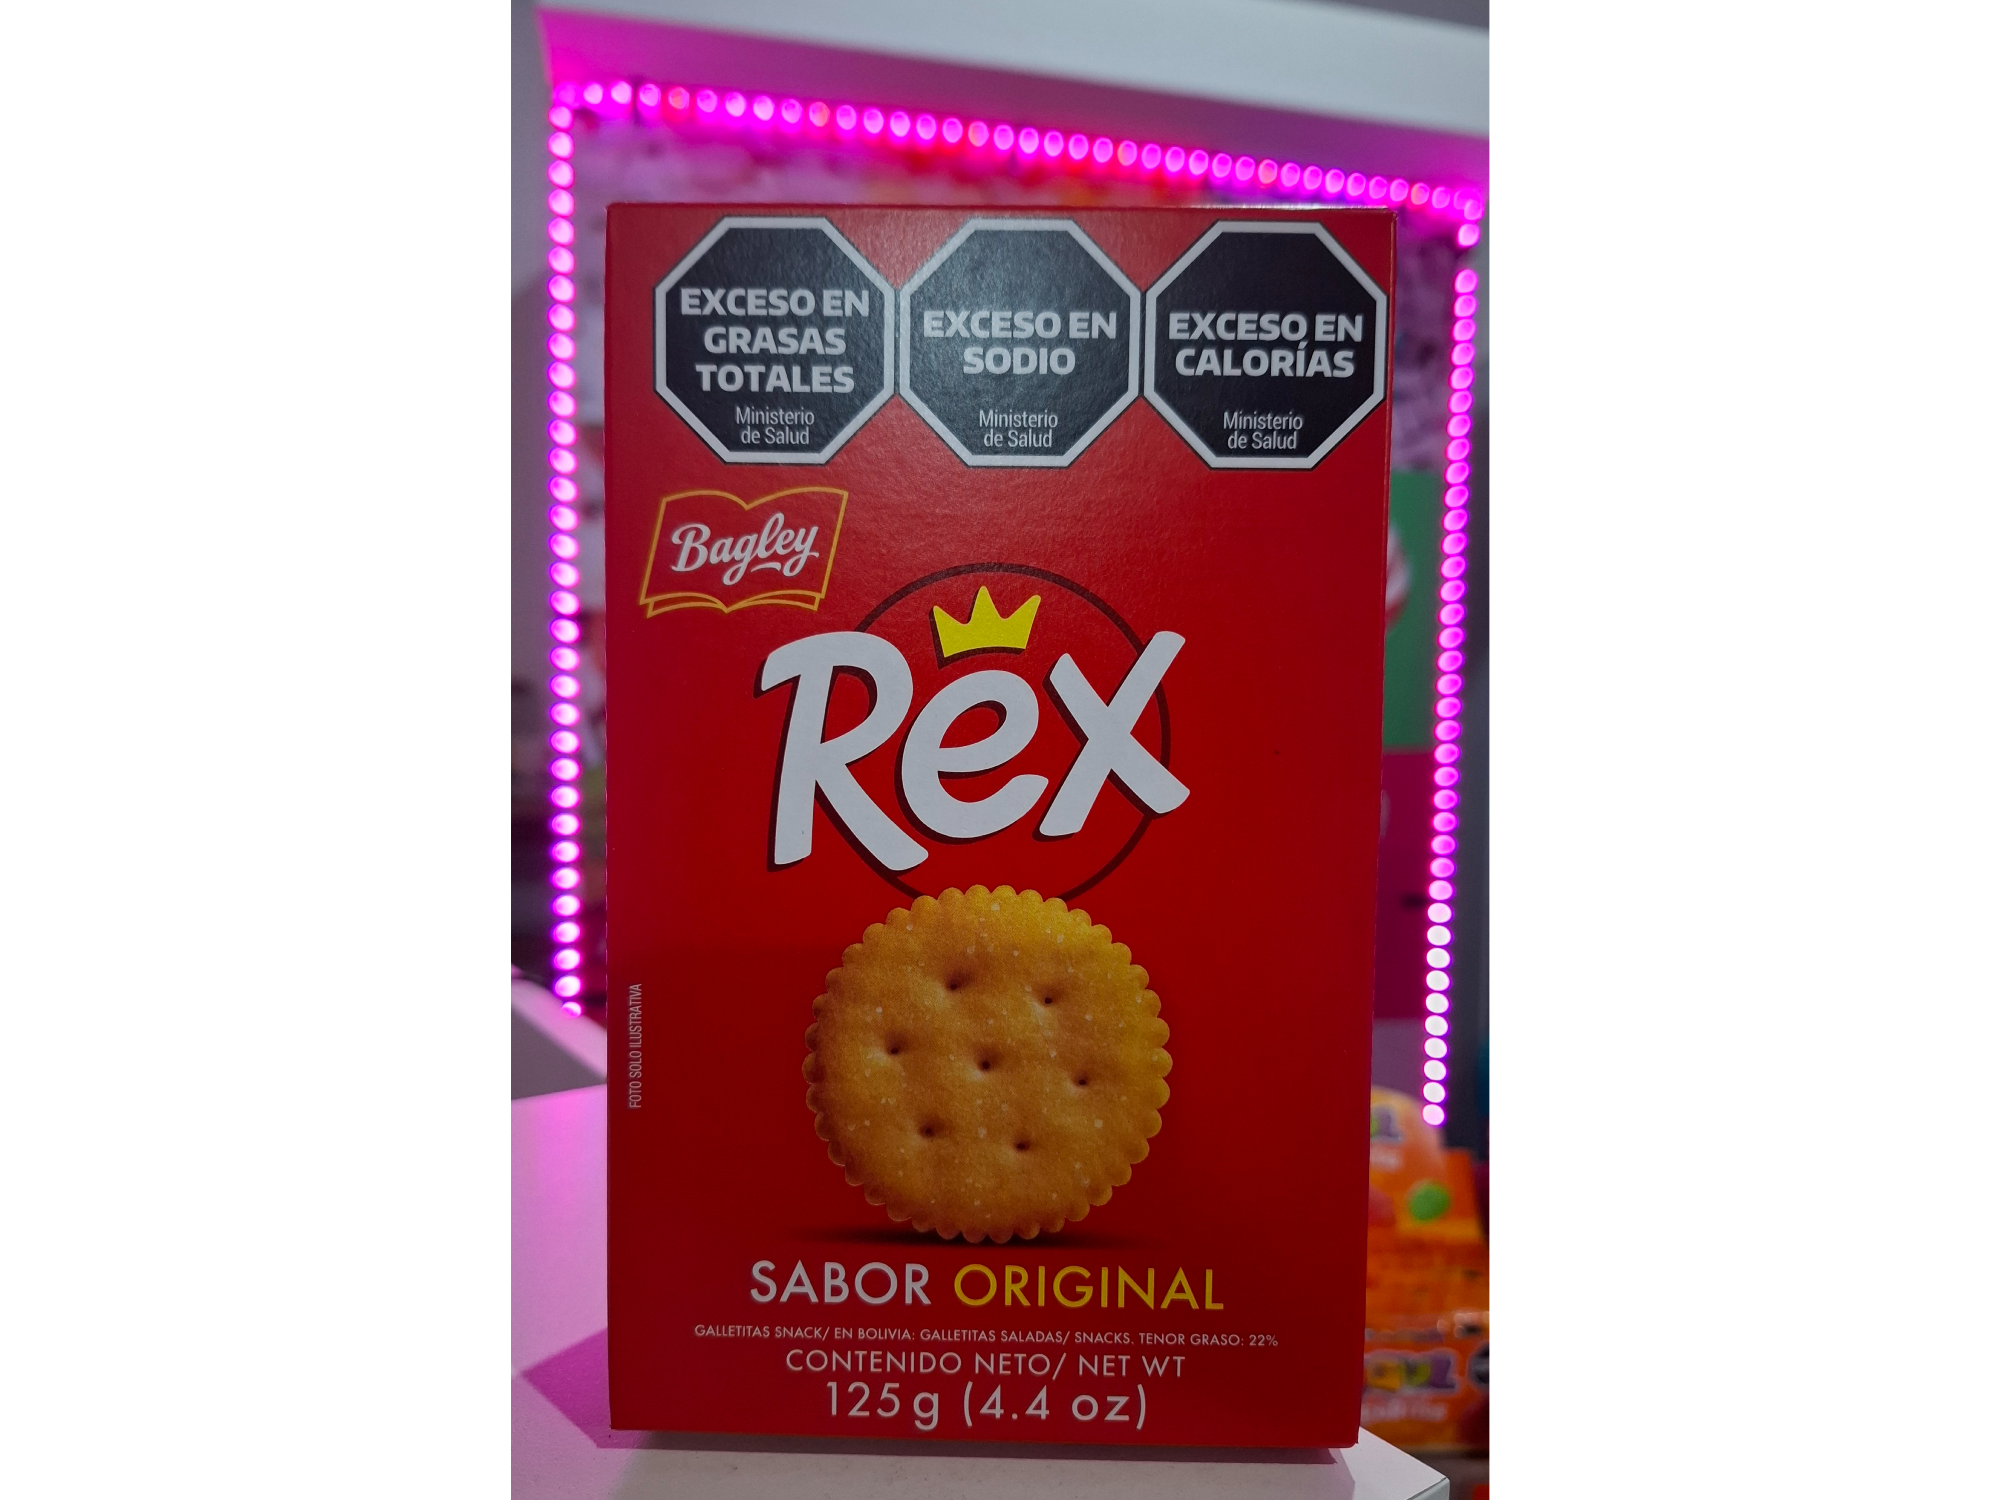 EXCESO EN
GRASAS
TOTALES
Ministerio
de Salud
EXCESO EN
SODIO
Ministerio
de Salud
EXCESO EN
CALORÍAS
Ministerio
de Salud
Bagley
Rex
FOTO SOLO ILUSTRATIVA
SABOR ORIGINAL
GALLETITAS SNACK/ EN BOLIVIA: GALLETITAS SALADAS/ SNACKS. TENOR GRASO: 22%
CONTENIDO NETO/ NET WT
125g (4.4 oz)